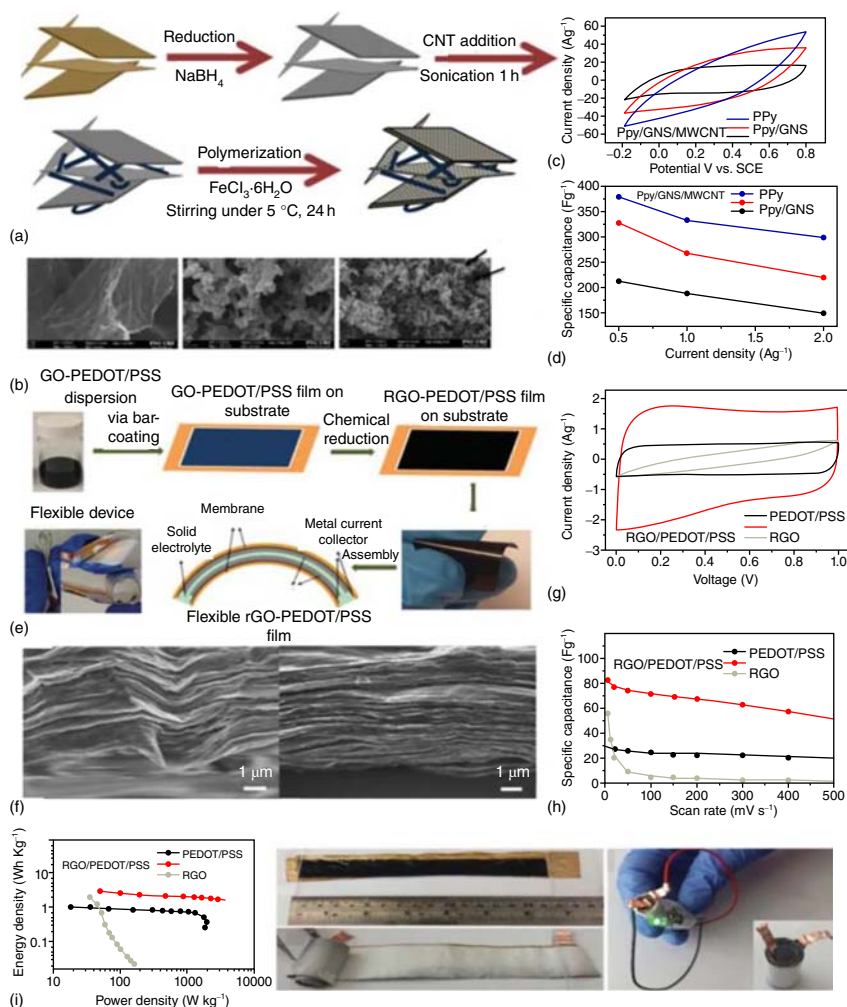 Reduction
NaBH4
CNT addition
Sonication 1 h
Polymerization
FeCl3·6H2O
Stirring under 5 °C, 24 h
(a)
Current density (Ag−1)
60
40
20
0
−20
−40
−60
Ppy/GNS/MWCNT
PPy
Ppy/GNS
−0.2
0.0
0.2
0.4
0.6
0.8
Potential V vs. SCE
(c)
Specific capacitance (Fg−1)
400
350
300
250
200
150
Ppy/GNS/MWCNT
PPy
Ppy/GNS
0.5
1.0
1.5
2.0
Current density (Ag−1)
(d)
(b)
GO-PEDOT/PSS
dispersion
via bar-
coating
GO-PEDOT/PSS film on
substrate
Chemical
reduction
RGO-PEDOT/PSS film
on substrate
Flexible device
Membrane
Solid
electrolyte
Metal current
collector
Assembly
Flexible rGO-PEDOT/PSS
film
(e)
Current density (Ag−1)
2
1
0
−1
−2
−3
PEDOT/PSS
RGO/PEDOT/PSS
RGO
0.0
0.2
0.4
0.6
0.8
1.0
Voltage (V)
(g)
1 μm
1 μm
(f)
Specific capacitance (Fg−1)
100
80
60
40
20
0
PEDOT/PSS
RGO/PEDOT/PSS
RGO
0
100
200
300
400
500
Scan rate (mV s−1)
(h)
Energy density (Wh Kg−1)
10
1
0.1
PEDOT/PSS
RGO/PEDOT/PSS
RGO
10
100
1000
10000
Power density (W kg−1)
(i)